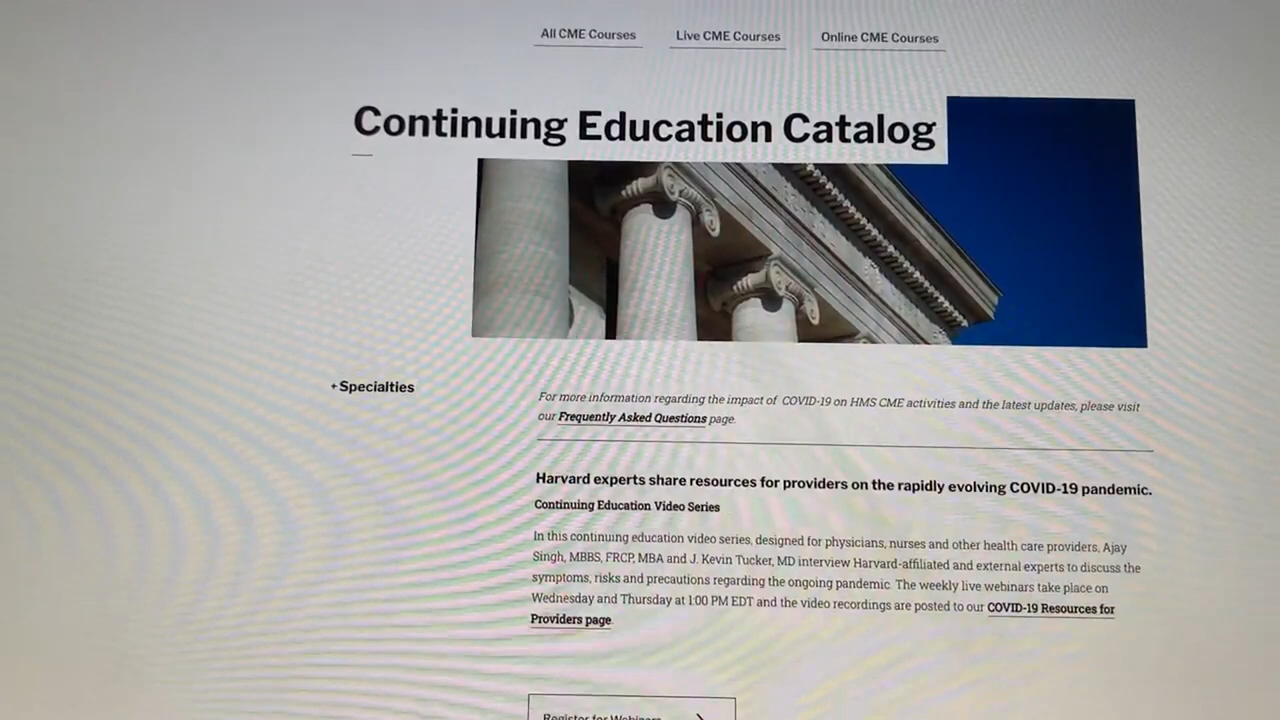 All CME Courses Live CME Courses Online CME Courses
Continuing Education Catalog
+ Specialties
For more information regarding the impact of COVID-19 on HMS CME activities and the latest updates, please visit
our Frequently Asked Questions page.
Harvard experts share resources for providers on the rapidly evolving COVID-19 pandemic.
Continuing Education Video Series
In this continuing education video series, designed for physicians, nurses and other health care providers, Ajay
Singh, MBBS, FRCP, MBA and J. Kevin Tucker, MD interview Harvard-affiliated and external experts to discuss the
symptoms, risks and precautions regarding the ongoing pandemic. The weekly live webinars take place on
Wednesday and Thursday at 1:00 PM EDT and the video recordings are posted to our COVID-19 Resources for
Providers page.
Register for Webinars